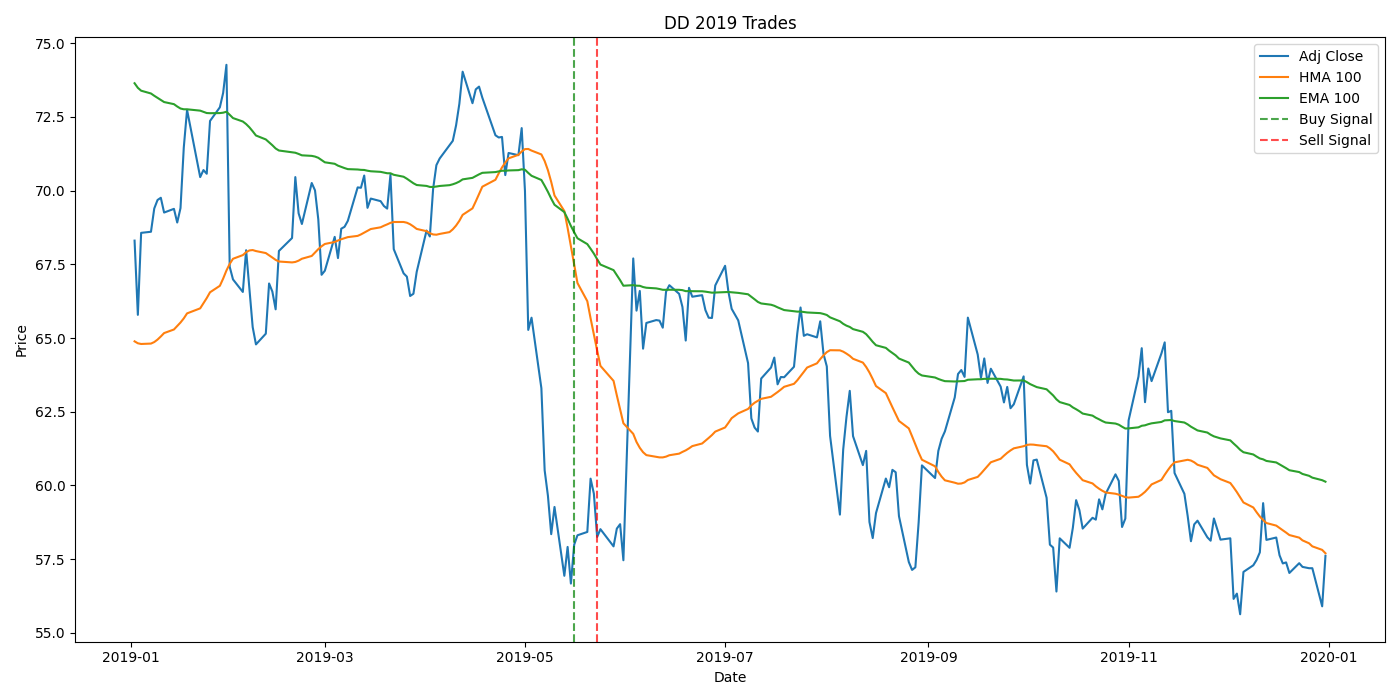 DD 2019 Trades
Price
75.0
72.5
70.0
67.5
65.0
62.5
60.0
57.5
55.0
Adj Close
HMA 100
EMA 100
Buy Signal
Sell Signal
2019-01 2019-03 2019-05 2019-07 2019-09 2019-11 2020-01
Date